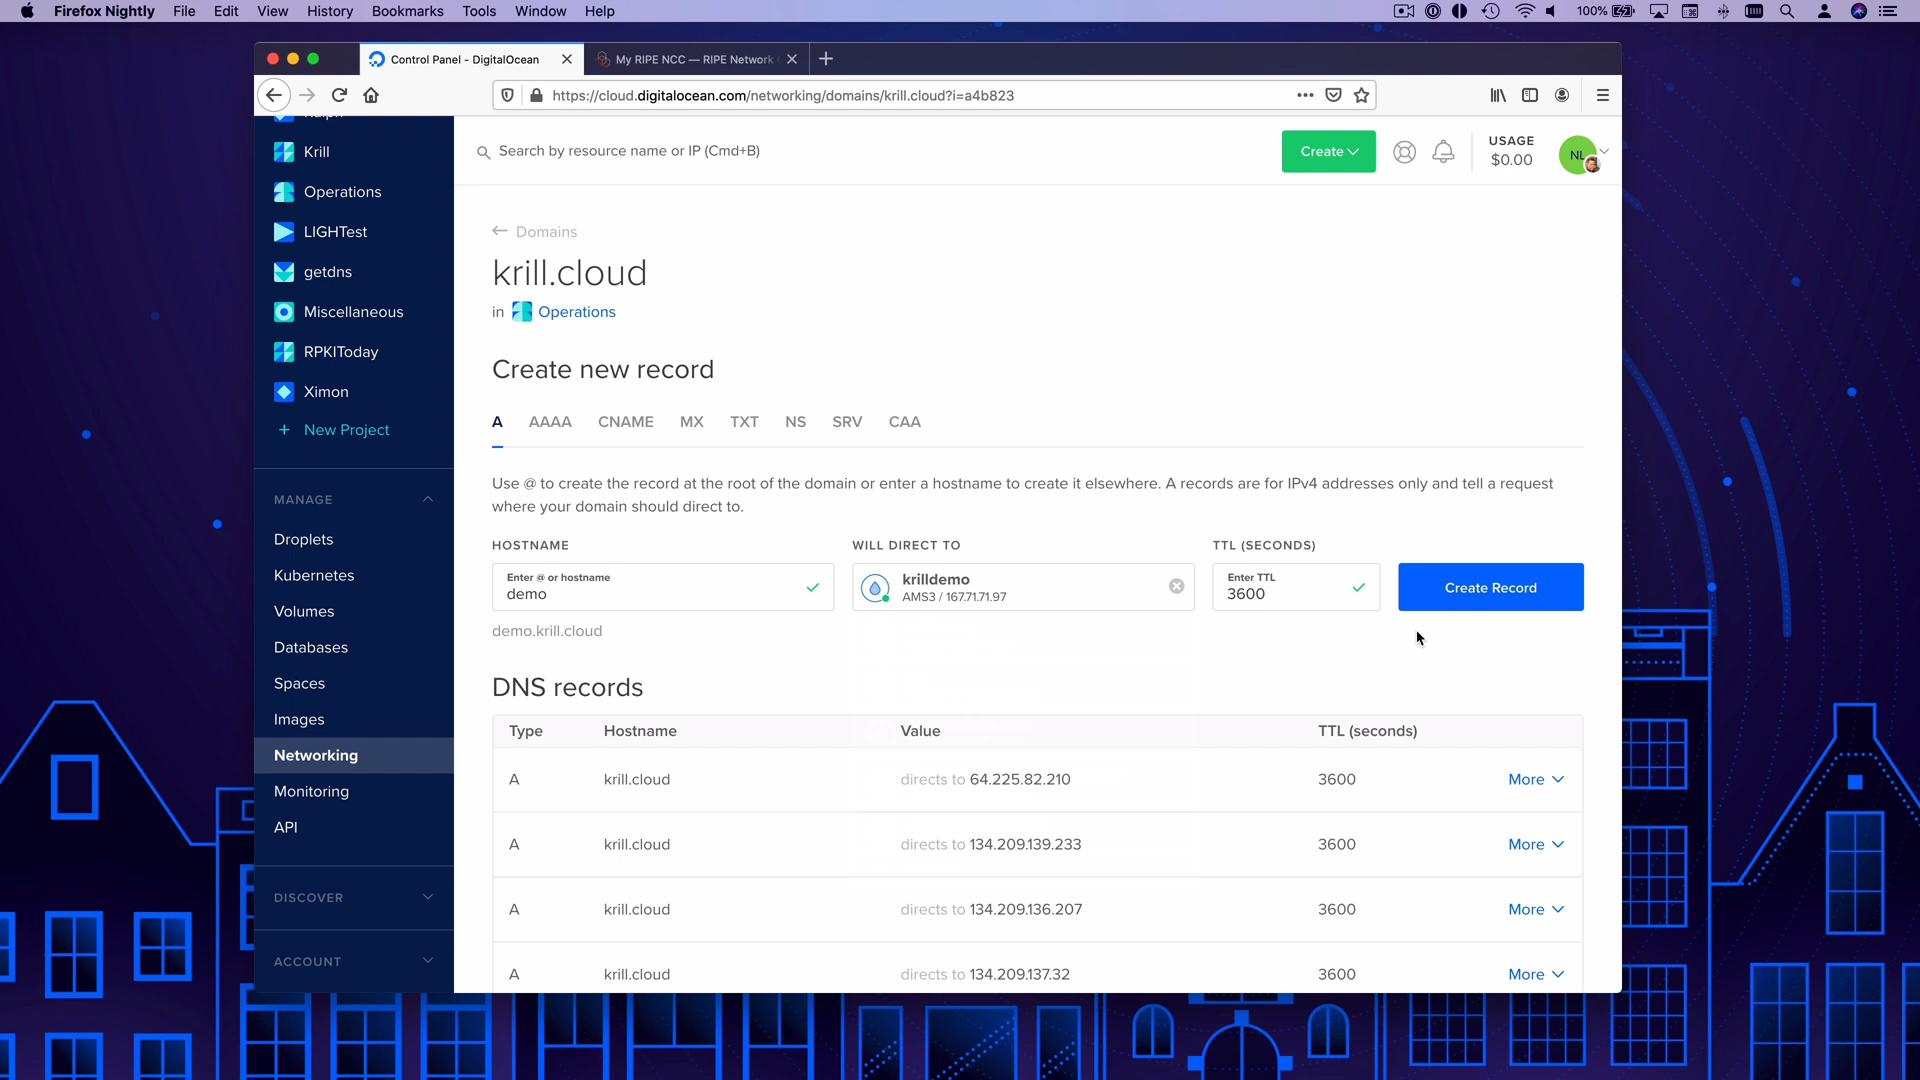 Firefox Nightly File Edit View History Bookmarks Tools Window Help 100%
Control Panel - DigitalOcean
My RIPE NCC — RIPE Network
https://cloud.digitalocean.com/networking/domains/krill.cloud?i=a4b823
Krill
Operations
LIGHTest
getdns
Miscellaneous
RPKIToday
Ximon
+ New Project
MANAGE
Droplets
Kubernetes
Volumes
Databases
Spaces
Images
Networking
Monitoring
API
DISCOVER
ACCOUNT
Search by resource name or IP (Cmd+B)
Create
USAGE
$0.00
NL
← Domains
krill.cloud
in Operations
Create new record
A AAAA CNAME MX TXT NS SRV CAA
Use @ to create the record at the root of the domain or enter a hostname to create it elsewhere. A records are for IPv4 addresses only and tell a request
where your domain should direct to.
HOSTNAME WILL DIRECT TO TTL (SECONDS)
Enter @ or hostname
demo
krilldemo
AMS3 / 167.71.71.97
Enter TTL
3600
Create Record
demo.krill.cloud
DNS records
Type Hostname Value TTL (seconds)
A krill.cloud directs to 64.225.82.210 3600 More
A krill.cloud directs to 134.209.139.233 3600 More
A krill.cloud directs to 134.209.136.207 3600 More
A krill.cloud directs to 134.209.137.32 3600 More